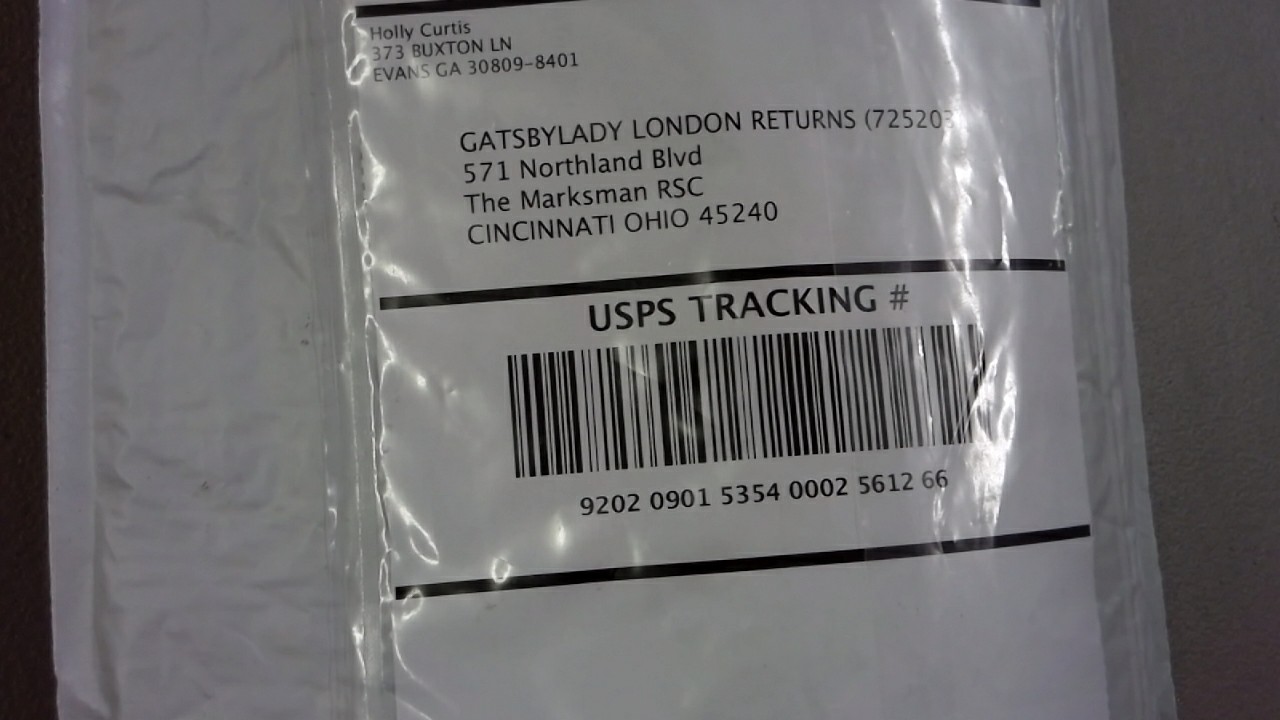 Holly Curtis
373 BUXTON LN
EVANS GA 30809-8401
GATSBYLADY LONDON RETURNS
571 Northland Blvd
The Marksman RSC
CINCINNATI OHIO 45240
USPS TRACKING #
9202 0901 5354 0002 5612 66